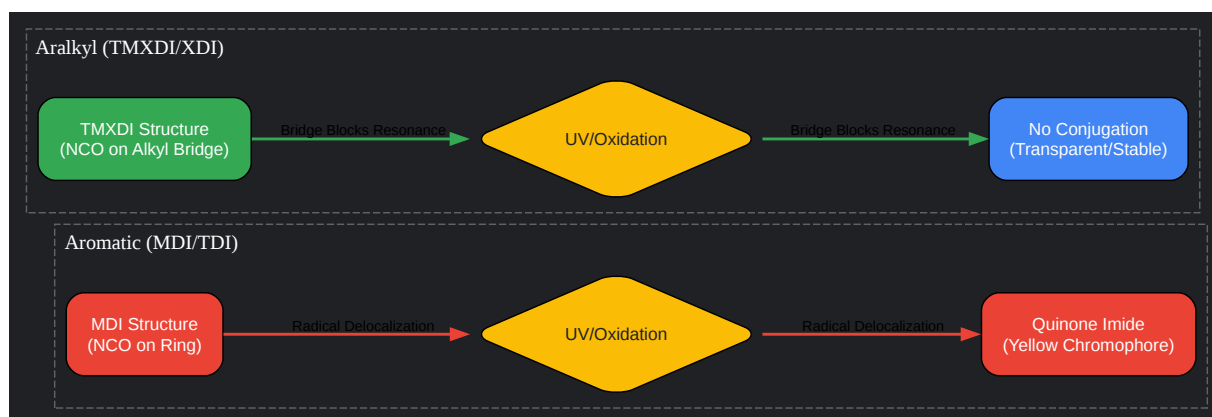 Aralkyl (TMXDI/XDI)
TMXDI Structure
(NCO on Alkyl Bridge)
Bridge Blocks Resonance
UV/Oxidation
Bridge Blocks Resonance
No Conjugation
(Transparent/Stable)
Aromatic (MDI/TDI)
MDI Structure
(NCO on Ring)
Radical Delocalization
UV/Oxidation
Radical Delocalization
Quinone Imide
(Yellow Chromophore)